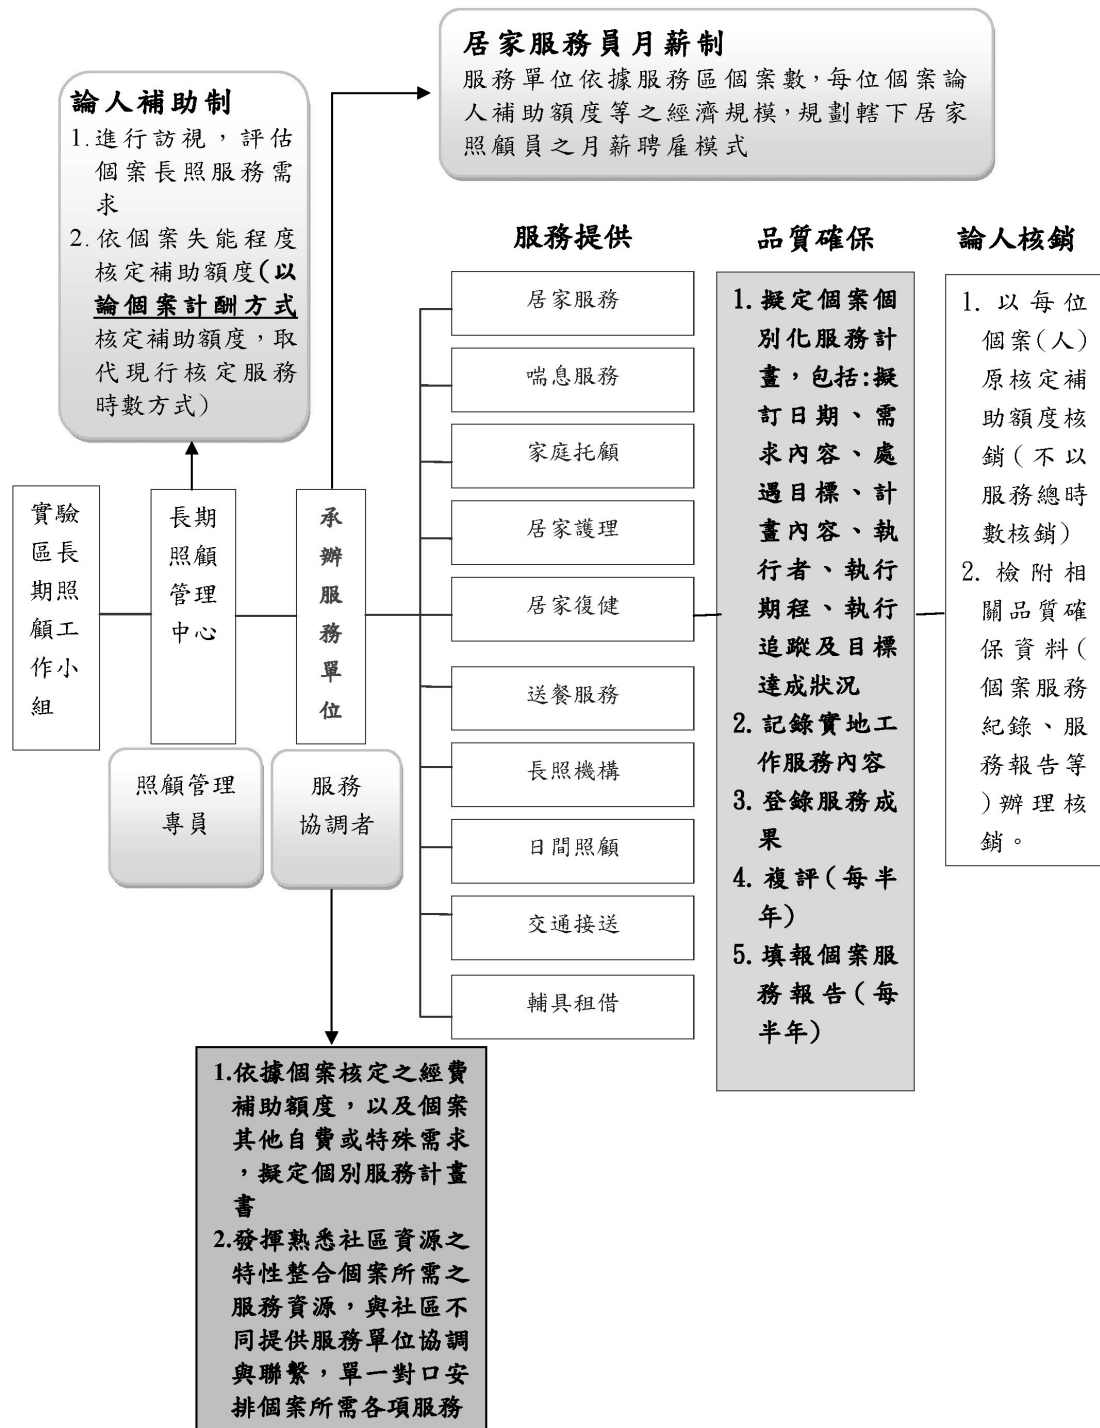 居家服務員月薪制
服務單位依據服務區個案數,每位個案論
人補助額度等之經濟規模,規劃轄下居家
照顧員之月薪聘雇模式
論人補助制
1.進行訪視,評估
個案長照服務需
求
2.依個案失能程度
核定補助額度(以
論個案計酬方式
核定補助額度,取
代現行核定服務
時數方式)
實驗
區長
期照
顧工
作小
組
長期
照顧
管理
中心
承
辦
服
務
單
位
照顧管理
專員
服務
協調者
服務提供
居家服務
喘息服務
家庭托顧
居家護理
居家復健
送餐服務
長照機構
日間照顧
交通接送
輔具租借
品質確保
1.擬定個案個
別化服務計
畫,包括:擬
訂日期、需
求內容、處
遇目標、計
畫內容、執
行者、執行
期程、執行
追蹤及目標
達成狀況
2.記錄實地工
作服務內容
3.登錄服務成
果
4.複評(每半
年)
5.填報個案服
務報告(每
半年)
論人核銷
1. 以每位
個案(人)
原核定補
助額度核
銷(不以
服務總時
數核銷)
2. 檢附相
關品質確
保資料(
個案服務
紀錄、服
務報告等
)辦理核
銷。
1.依據個案核定之經費
補助額度,以及個案
其他自費或特殊需求
,擬定個別服務計畫
書
2.發揮熟悉社區資源之
特性整合個案所需之
服務資源,與社區不
同提供服務單位協調
與聯繫,單一對口安
排個案所需各項服務